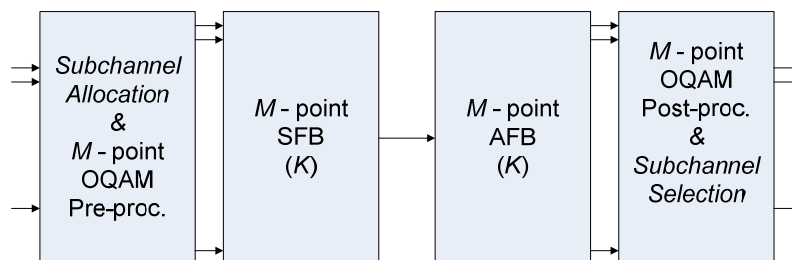 Subchannel
Allocation
&
M - point
OQAM
Pre-proc.
M - point
SFB
(K)
M - point
AFB
(K)
M - point
OQAM
Post-proc.
&
Subchannel
Selection